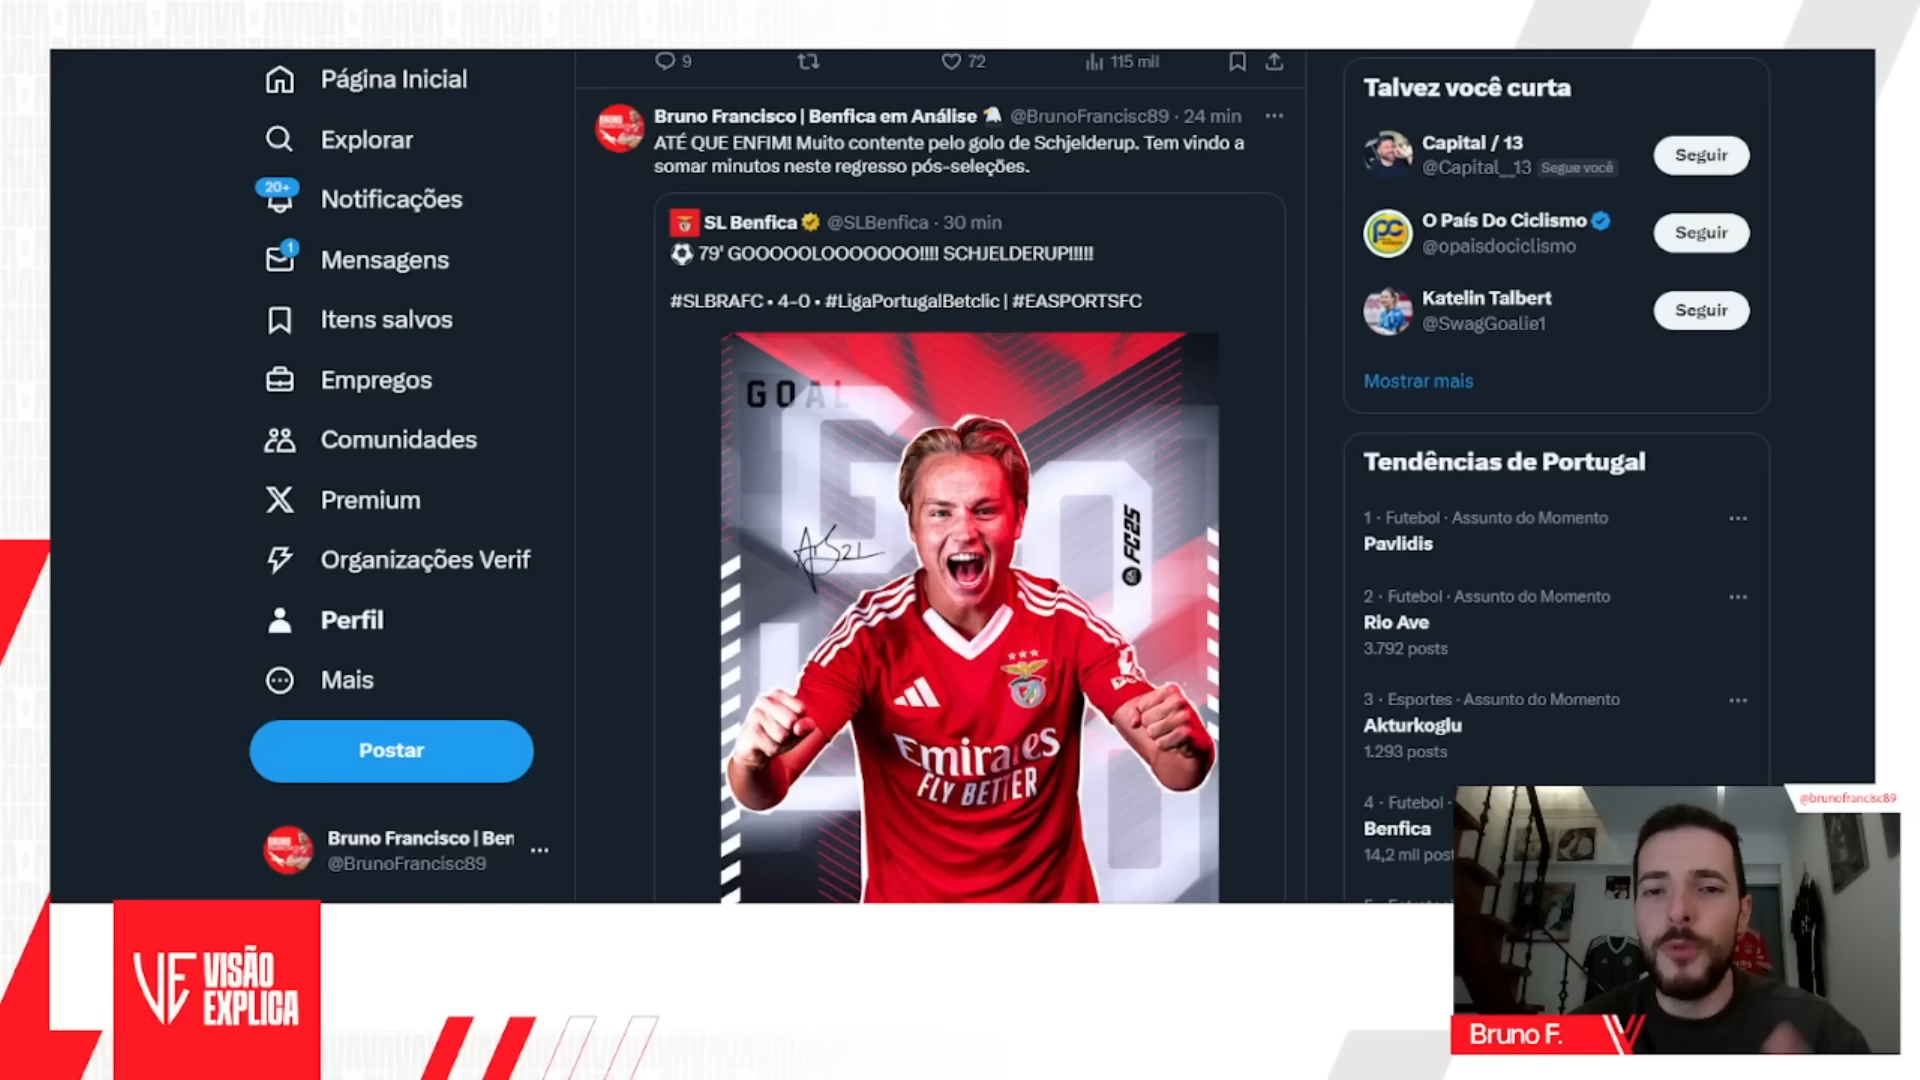 Página Inicial
Explorar
20+
Notificações
1
Mensagens
Itens salvos
Empregos
Comunidades
Premium
Organizações Verif
Perfil
Mais
Postar
Bruno Francisco | Ben
@BrunoFrancisc89
9
72
115 mil
Bruno Francisco | Benfica em Análise @BrunoFrancisc89 · 24 min
ATÉ QUE ENFIM! Muito contente pelo golo de Schjelderup. Tem vindo a
somar minutos neste regresso pós-seleções.
SL Benfica @SLBenfica · 30 min
79' GOOOOOLOOOOOOO!!!! SCHJELDERUP!!!!!
#SLBRAFC • 4-0 • #LigaPortugalBetclic | #EASPORTSFC
GOAL
FC25
Emirates
FLY BETTER
Talvez você curta
Capital / 13
@Capital__13 Segue você
Seguir
O País Do Ciclismo
@opaisdociclismo
Seguir
Katelin Talbert
@SwagGoalie1
Seguir
Mostrar mais
Tendências de Portugal
1 · Futebol · Assunto do Momento
Pavlidis
2 · Futebol · Assunto do Momento
Rio Ave
3.792 posts
3 · Esportes · Assunto do Momento
Akturkoglu
1.293 posts
4 · Futebol ·
Benfica
14,2 mil post
@brunofrancisc89
Bruno F.
VE VISÃO
EXPLICA